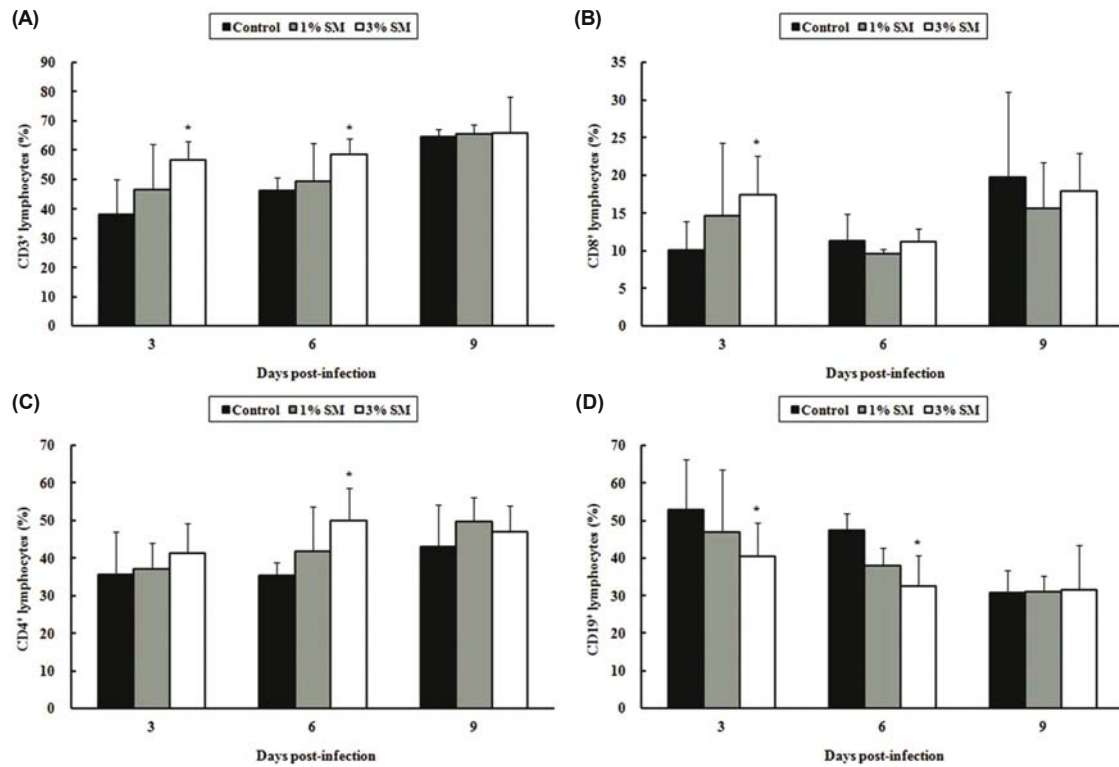 (A)
Control 1% SM 3% SM
CD3⁺ lymphocytes (%)
90
80
70
60
50
40
30
20
10
0
* *
3 6 9
Days post-infection
(B)
Control 1% SM 3% SM
CD8⁺ lymphocytes (%)
35
30
25
20
15
10
5
0
*
3 6 9
Days post-infection
(C)
Control 1% SM 3% SM
CD4⁺ lymphocytes (%)
70
60
50
40
30
20
10
0
*
3 6 9
Days post-infection
(D)
Control 1% SM 3% SM
CD19⁺ lymphocytes (%)
70
60
50
40
30
20
10
0
* *
3 6 9
Days post-infection